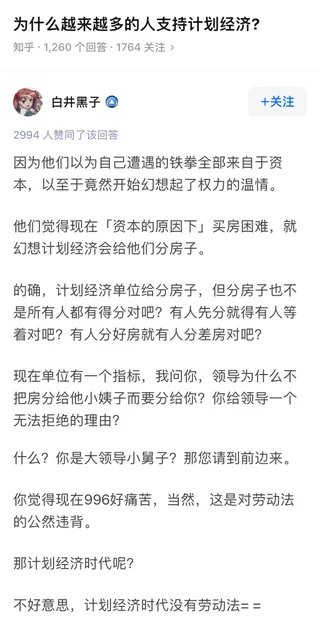 为什么越来越多的人支持计划经济?
知乎 · 1,260 个回答 · 1764 关注 >
白井黑子
+关注
2994 人赞同了该回答
因为他们以为自己遭遇的铁拳全部来自于资
本，以至于竟然开始幻想起了权力的温情。
他们觉得现在「资本的原因下」买房困难，就
幻想计划经济会给他们分房子。
的确，计划经济单位给分房子，但分房子也不
是所有人都有得分对吧？有人先分就得有人等
着对吧？有人分好房就有人分差房对吧？
现在单位有一个指标，我问你，领导为什么不
把房分给他小姨子而要分给你？你给领导一个
无法拒绝的理由？
什么？你是大领导小舅子？那您请到前边来。
你觉得现在996好痛苦，当然，这是对劳动法
的公然违背。
那计划经济时代呢？
不好意思，计划经济时代没有劳动法= =